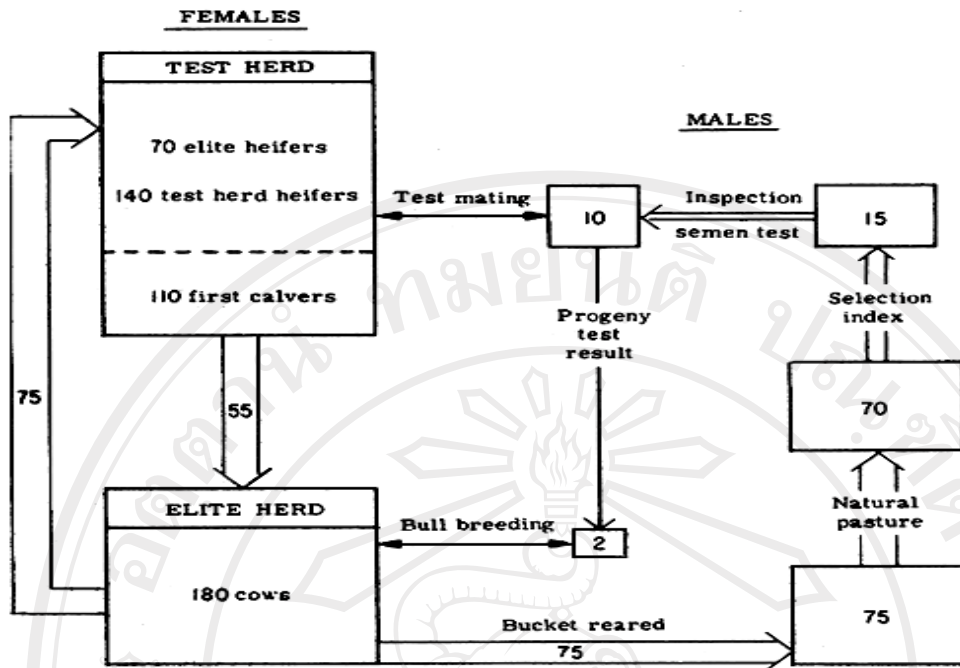 FEMALES
TEST HERD
70 elite heifers
140 test herd heifers
110 first calvers
MALES
Test mating
10
Inspection
semen test
15
Progeny
test
result
Selection
index
70
75
55
Natural
pasture
ELITE HERD
180 cows
Bull breeding
2
Bucket reared
75
75